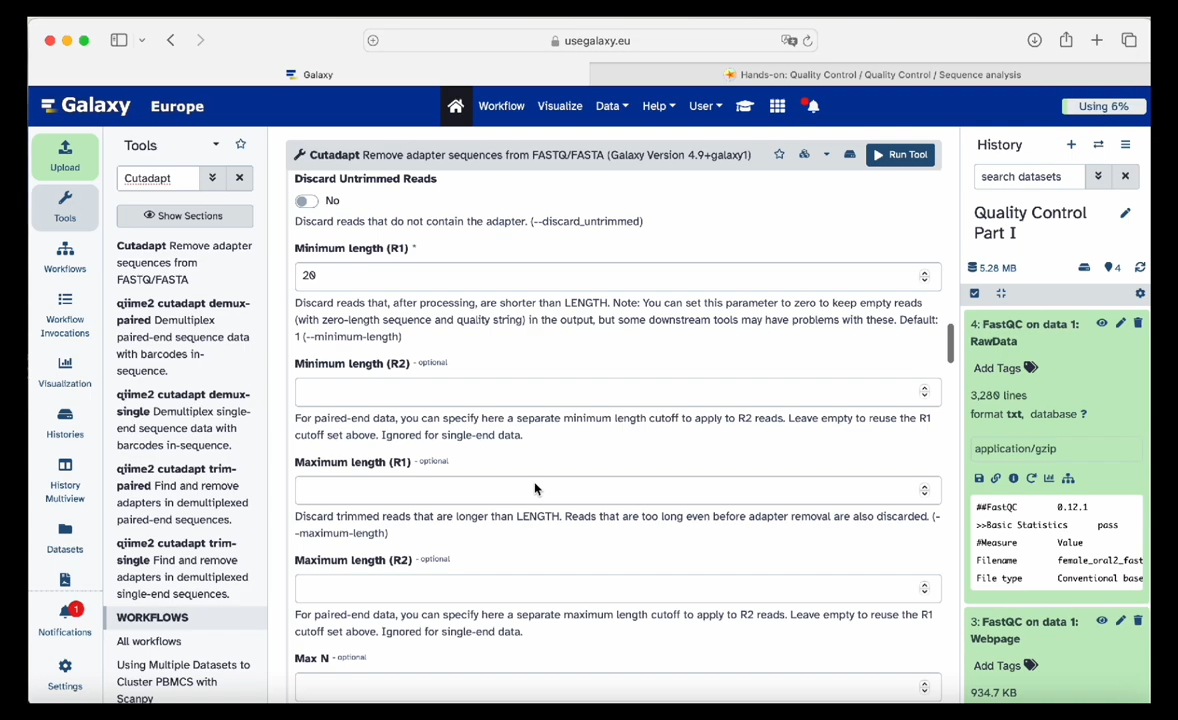 usegalaxy.eu
Galaxy
Hands-on: Quality Control / Quality Control / Sequence analysis
Galaxy Europe
Workflow Visualize Data Help User
Using 6%
Upload
Tools
Workflows
Workflow
Invocations
Visualization
Histories
History
Multiview
Datasets
1
Notifications
Settings
Tools
Cutadapt
Show Sections
Cutadapt Remove adapter
sequences from
FASTQ/FASTA
qiime2 cutadapt demux-
paired Demultiplex
paired-end sequence data
with barcodes in-
sequence.
qiime2 cutadapt demux-
single Demultiplex single-
end sequence data with
barcodes in-sequence.
qiime2 cutadapt trim-
paired Find and remove
adapters in demultiplexed
paired-end sequences.
qiime2 cutadapt trim-
single Find and remove
adapters in demultiplexed
single-end sequences.
WORKFLOWS
All workflows
Using Multiple Datasets to
Cluster PBMCS with
Scanpy
Cutadapt Remove adapter sequences from FASTQ/FASTA (Galaxy Version 4.9+galaxy1)
Run Tool
Discard Untrimmed Reads
No
Discard reads that do not contain the adapter. (--discard_untrimmed)
Minimum length (R1) *
20
Discard reads that, after processing, are shorter than LENGTH. Note: You can set this parameter to zero to keep empty reads
(with zero-length sequence and quality string) in the output, but some downstream tools may have problems with these. Default:
1 (--minimum-length)
Minimum length (R2) - optional
For paired-end data, you can specify here a separate minimum length cutoff to apply to R2 reads. Leave empty to reuse the R1
cutoff set above. Ignored for single-end data.
Maximum length (R1) - optional
Discard trimmed reads that are longer than LENGTH. Reads that are too long even before adapter removal are also discarded. (-
-maximum-length)
Maximum length (R2) - optional
For paired-end data, you can specify here a separate maximum length cutoff to apply to R2 reads. Leave empty to reuse the R1
cutoff set above. Ignored for single-end data.
Max N - optional
History
search datasets
Quality Control
Part I
5.28 MB
4
4: FastQC on data 1:
RawData
Add Tags
3,280 lines
format txt, database ?
application/gzip
##FastQC 0.12.1
>>Basic Statistics pass
#Measure Value
Filename female_oral2_fast
File type Conventional base
3: FastQC on data 1:
Webpage
Add Tags
934.7 KB